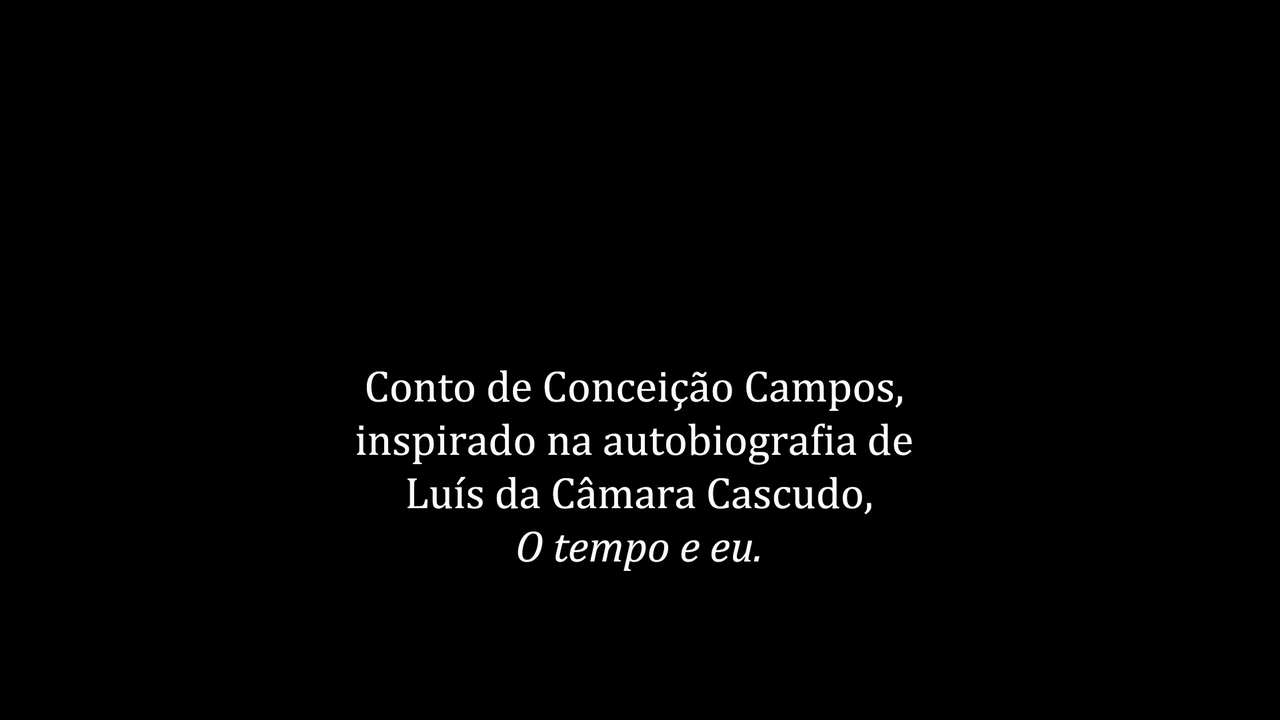 Conto de Conceição Campos,
inspirado na autobiografia de
Luís da Câmara Cascudo,
O tempo e eu.